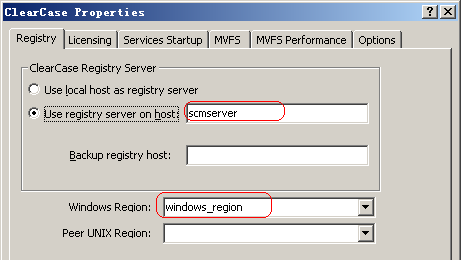 ClearCase Properties
Registry Licensing Services Startup MVFS MVFS Performance Options
ClearCase Registry Server
Use local host as registry server
Use registry server on host: scmserver
Backup registry host:
Windows Region: windows_region
Peer UNIX Region: